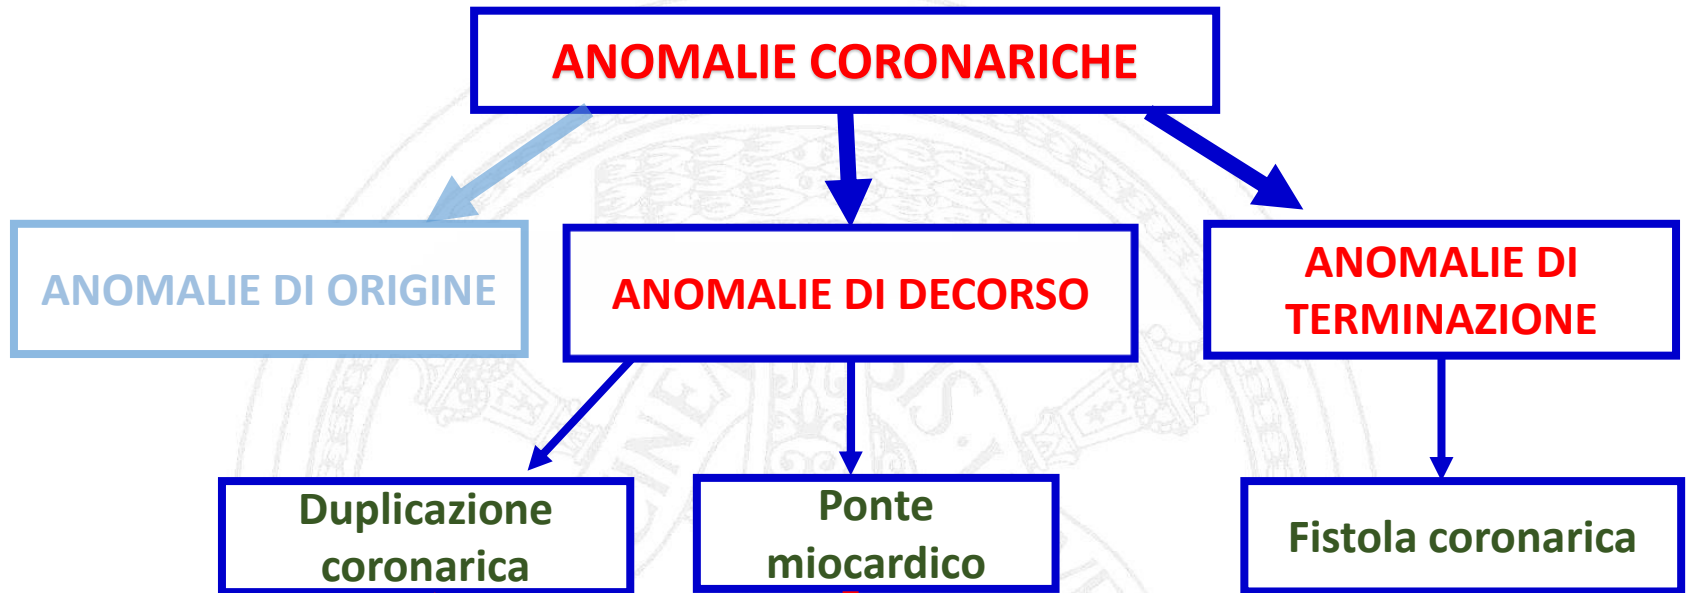 ANOMALIE CORONARICHE
ANOMALIE DI ORIGINE
ANOMALIE DI DECORSO
ANOMALIE DI
TERMINAZIONE
Duplicazione
coronarica
Ponte
miocardico
Fistola coronarica